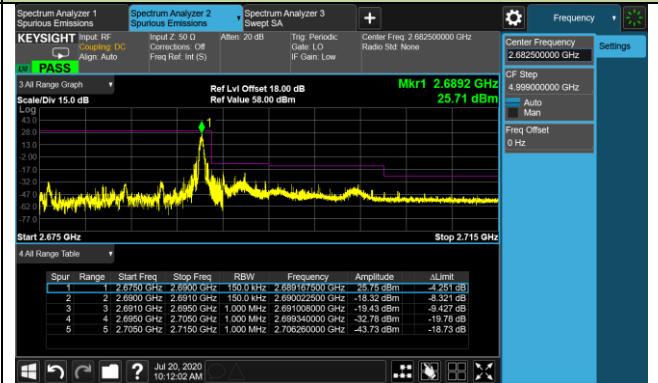 Spectrum Analyzer 1
Spurious Emissions
Spectrum Analyzer 2
Spurious Emissions
Spectrum Analyzer 3
Swept SA
Frequency
KEYSIGHT
Input: RF
Coupling: DC
Align: Auto
Input Z: 50 Ω
Corrections: Off
Freq Ref: Int (S)
Atten: 20 dB
Trig: Periodic
Gate: LO
IF Gain: Low
Center Freq: 2.682500000 GHz
Radio Std: None
PASS
Center Frequency
2.682500000 GHz
Settings
CF Step
4.999000000 GHz
Auto
Man
Freq Offset
0 Hz
3 All Range Graph
Ref Lvl Offset 18.00 dB
Mkr1 2.6892 GHz
Scale/Div 15.0 dB
Ref Value 58.00 dBm
25.71 dBm
Log
43.0
28.0
13.0
-2.00
-17.0
-32.0
-47.0
-62.0
-77.0
1
Start 2.675 GHz
Stop 2.715 GHz
4 All Range Table
Spur Range Start Freq Stop Freq RBW Frequency Amplitude ΔLimit
1 1 2.6750 GHz 2.6900 GHz 150.0 kHz 2.689167500 GHz 25.75 dBm -4.251 dB
2 2 2.6900 GHz 2.6910 GHz 150.0 kHz 2.690022500 GHz -18.32 dBm -8.321 dB
3 3 2.6910 GHz 2.6950 GHz 1.000 MHz 2.691008000 GHz -19.43 dBm -9.427 dB
4 4 2.6950 GHz 2.7050 GHz 1.000 MHz 2.699340000 GHz -32.78 dBm -19.78 dB
5 5 2.7050 GHz 2.7150 GHz 1.000 MHz 2.706260000 GHz -43.73 dBm -18.73 dB
Jul 20, 2020
10:12:02 AM